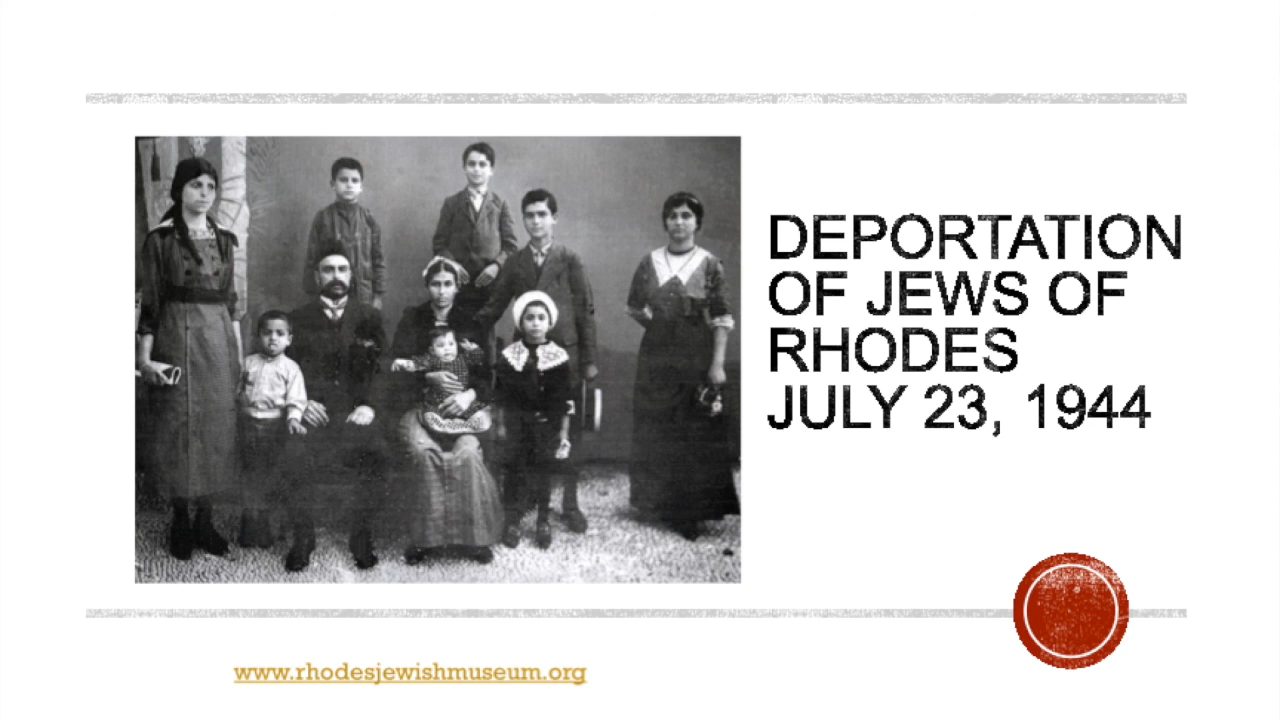 DEPORTATION
OF JEWS OF
RHODES
JULY 23, 1944
www.rhodesjewishmuseum.org